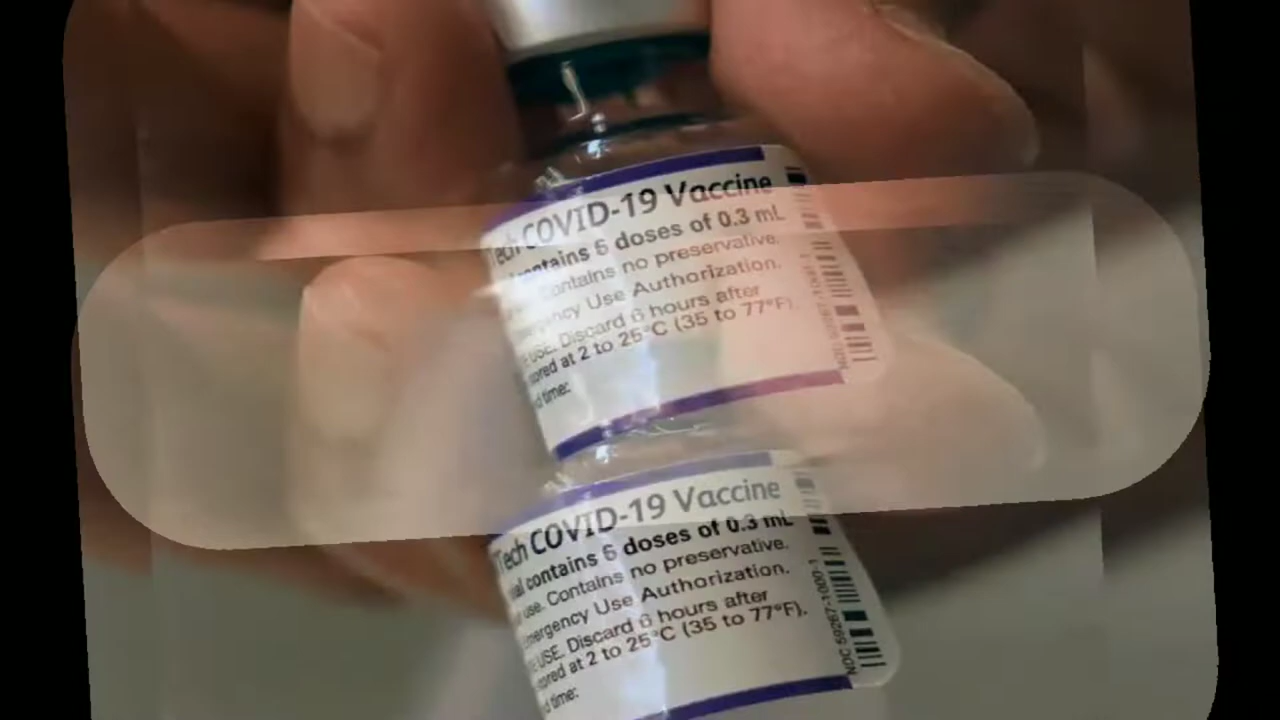 Tech COVID-19 Vaccine
contains 6 doses of 0.3 mL
Contains no preservative.
Emergency Use Authorization.
USE. Discard 6 hours after
at 2 to 25°C (35 to 77°F).
time:
Tech COVID-19 Vaccine
contains 6 doses of 0.3 mL
use. Contains no preservative.
Emergency Use Authorization.
USE. Discard 6 hours after
at 2 to 25°C (35 to 77°F).
time:
NDC 59267-1000-1